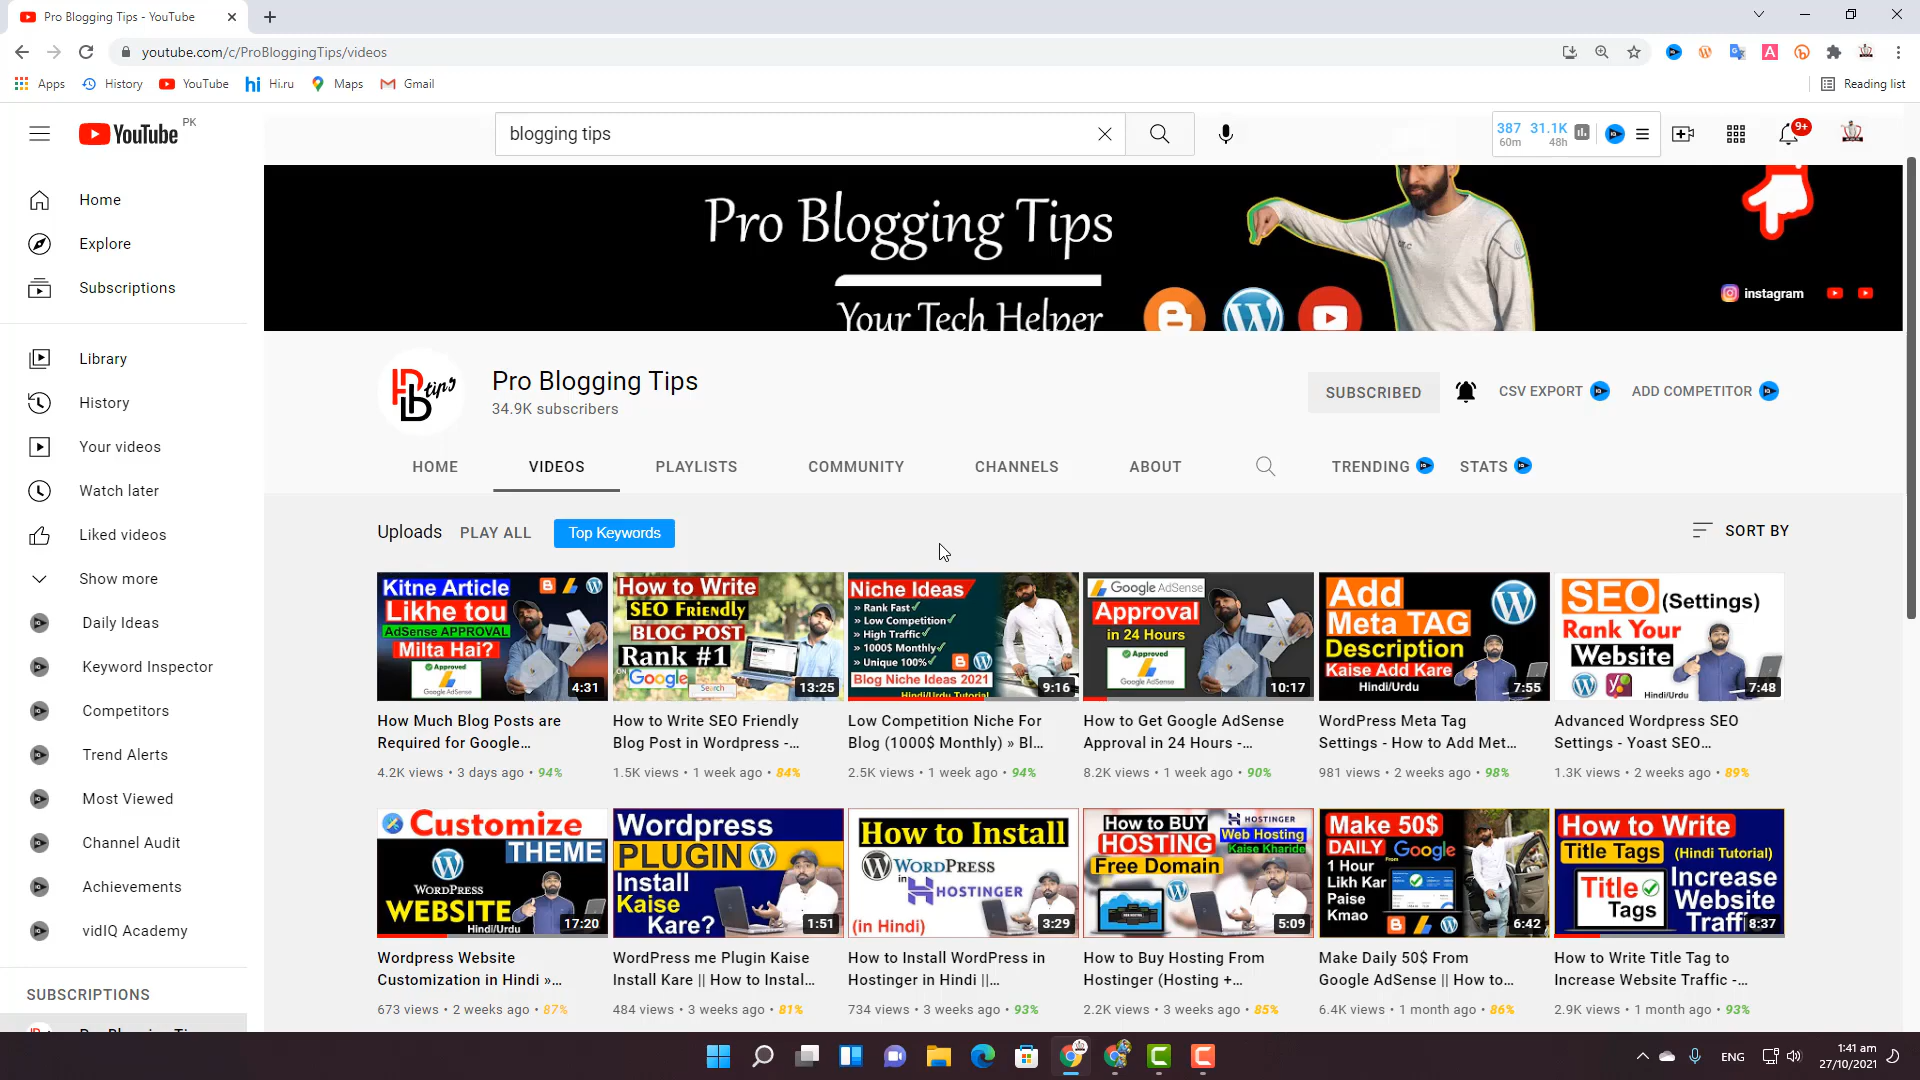 Pro Blogging Tips - YouTube
youtube.com/c/ProBloggingTips/videos
Apps History YouTube hi Hi.ru Maps Gmail Reading list
YouTube PK
blogging tips
387 31.1K
60m 48h
9+
Home
Explore
Subscriptions
Library
History
Your videos
Watch later
Liked videos
Show more
Daily Ideas
Keyword Inspector
Competitors
Trend Alerts
Most Viewed
Channel Audit
Achievements
vidIQ Academy
SUBSCRIPTIONS
Pro Blogging Tips
Your Tech Helper
instagram
tips
Pro Blogging Tips
34.9K subscribers
SUBSCRIBED CSV EXPORT ADD COMPETITOR
HOME VIDEOS PLAYLISTS COMMUNITY CHANNELS ABOUT TRENDING STATS
Uploads PLAY ALL Top Keywords SORT BY
Kitne Article
Likhe tou
AdSense APPROVAL
Milta Hai?
Approved
Google AdSense
4:31
How Much Blog Posts are
Required for Google...
4.2K views • 3 days ago • 94%
How to Write
SEO Friendly
BLOG POST
Rank #1
ON Google
Search
13:25
How to Write SEO Friendly
Blog Post in Wordpress -...
1.5K views • 1 week ago • 84%
Niche Ideas
» Rank Fast✓
» Low Competition✓
» High Traffic✓
» 1000$ Monthly✓
» Unique 100%✓
Blog Niche Ideas 2021
Hindi/Urdu Tutorial
9:16
Low Competition Niche For
Blog (1000$ Monthly) » Bl...
2.5K views • 1 week ago • 94%
Google AdSense
Approval
in 24 Hours
Approved
Google AdSense
10:17
How to Get Google AdSense
Approval in 24 Hours -...
8.2K views • 1 week ago • 90%
Add
Meta TAG
Description
Kaise Add Kare
Hindi/Urdu
7:55
WordPress Meta Tag
Settings - How to Add Met...
981 views • 2 weeks ago • 98%
SEO (Settings)
Rank Your
Website
Hindi/Urdu
7:48
Advanced Wordpress SEO
Settings - Yoast SEO...
1.3K views • 2 weeks ago • 89%
Customize
THEME
WORDPRESS
WEBSITE
Hindi/Urdu
17:20
Wordpress Website
Customization in Hindi »...
673 views • 2 weeks ago • 87%
Wordpress
PLUGIN
Install
Kaise
Kare?
1:51
WordPress me Plugin Kaise
Install Kare || How to Instal...
484 views • 3 weeks ago • 81%
How to Install
WORDPRESS
in HOSTINGER
(in Hindi)
3:29
How to Install WordPress in
Hostinger in Hindi ||...
734 views • 3 weeks ago • 93%
How to BUY
HOSTING
Free Domain
HOSTINGER
Web Hosting
Kaise Kharide
5:09
How to Buy Hosting From
Hostinger (Hosting +...
2.2K views • 3 weeks ago • 85%
Make 50$
DAILY From Google
1 Hour
Likh Kar
Paise
Kmao
6:42
Make Daily 50$ From
Google AdSense || How to...
6.4K views • 1 month ago • 86%
How to Write
Title Tags (Hindi Tutorial)
Title
Tags
Increase
Website
Traff
8:37
How to Write Title Tag to
Increase Website Traffic -...
2.9K views • 1 month ago • 93%
ENG
1:41 am
27/10/2021